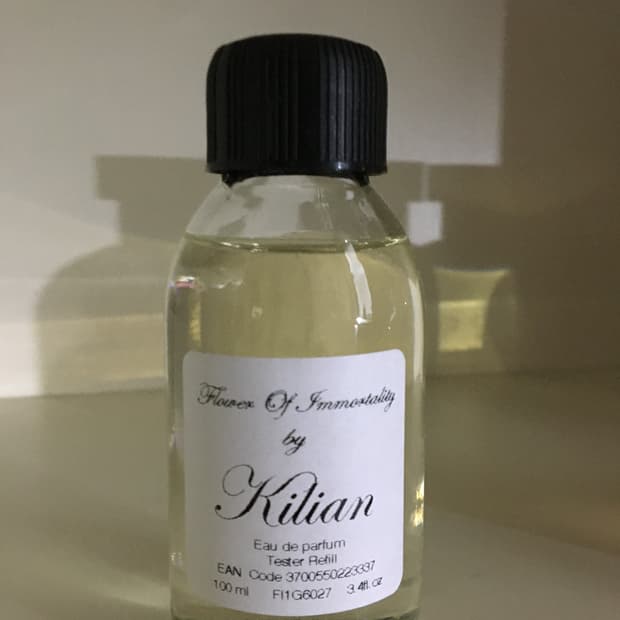 Flower Of Immortality
by
Kilian
Eau de parfum
Tester Refill
EAN Code 3700550223337
100 ml FI1G6027 3.4fl. oz